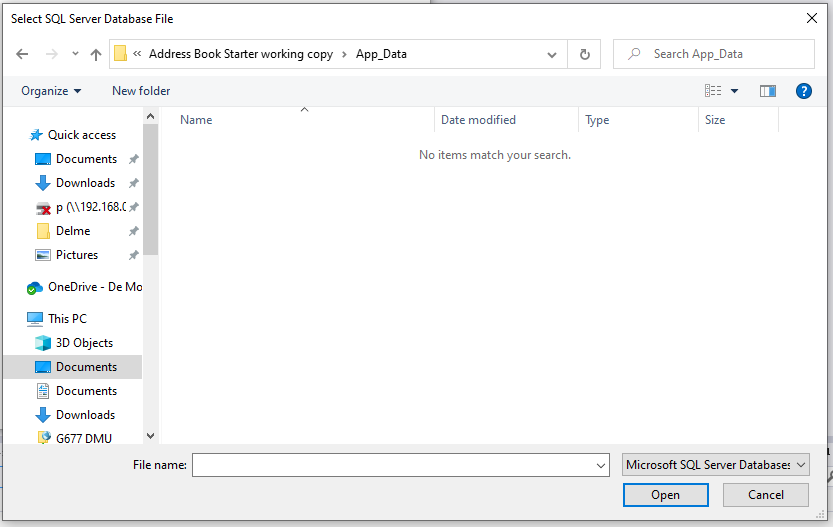 Select SQL Server Database File
« Address Book Starter working copy › App_Data
Search App_Data
Organize
New folder
Name
Date modified
Type
Size
No items match your search.
Quick access
Documents
Downloads
p (\\192.168.0
Delme
Pictures
OneDrive - De Mo
This PC
3D Objects
Documents
Documents
Downloads
G677 DMU
File name:
Microsoft SQL Server Databases
Open
Cancel